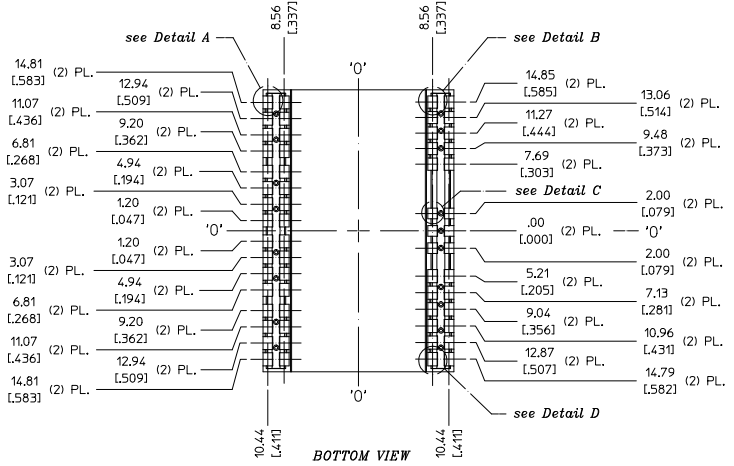 8.56
[.337]
8.56
[.337]
see Detail A
see Detail B
'0'
14.81
[.583] (2) PL.
12.94
[.509] (2) PL.
11.07
[.436] (2) PL.
9.20
[.362] (2) PL.
6.81
[.268] (2) PL.
4.94
[.194] (2) PL.
3.07
[.121] (2) PL.
1.20
[.047] (2) PL.
'0'
1.20
[.047] (2) PL.
3.07
[.121] (2) PL.
4.94
[.194] (2) PL.
6.81
[.268] (2) PL.
9.20
[.362] (2) PL.
11.07
[.436] (2) PL.
12.94
[.509] (2) PL.
14.81
[.583] (2) PL.
14.85
[.585] (2) PL.
13.06
[.514] (2) PL.
11.27
[.444] (2) PL.
9.48
[.373] (2) PL.
7.69
[.303] (2) PL.
see Detail C
2.00
[.079] (2) PL.
.00
[.000] (2) PL.
'0'
2.00
[.079] (2) PL.
5.21
[.205] (2) PL.
7.13
[.281] (2) PL.
9.04
[.356] (2) PL.
10.96
[.431] (2) PL.
12.87
[.507] (2) PL.
14.79
[.582] (2) PL.
'0'
see Detail D
10.44
[.411]
10.44
[.411]
BOTTOM VIEW